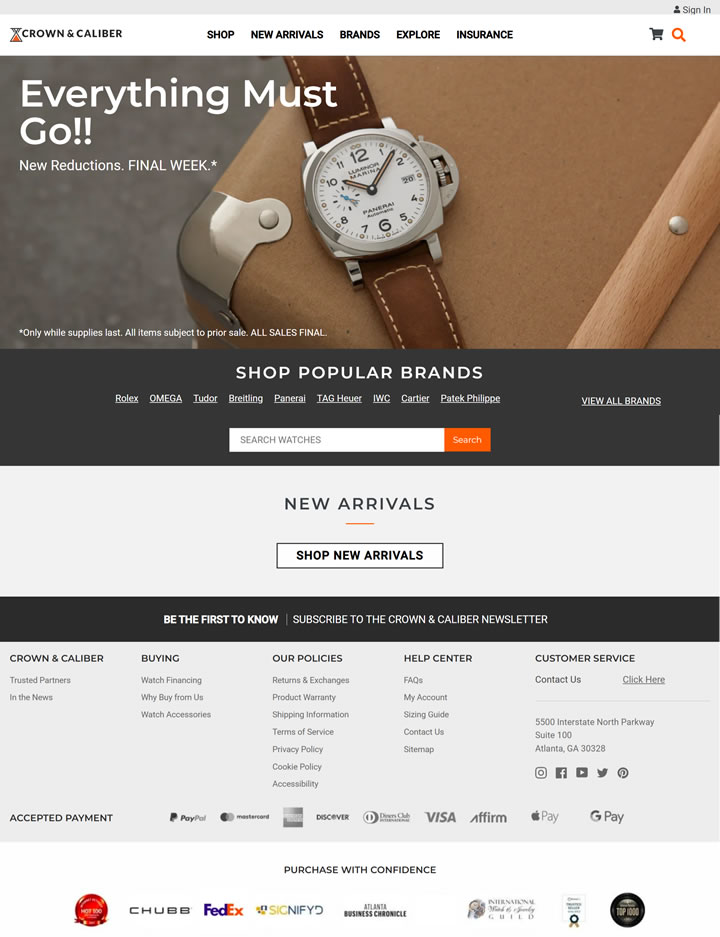 Sign In
CROWN & CALIBER
SHOP NEW ARRIVALS BRANDS EXPLORE INSURANCE
Everything Must
Go!!
New Reductions. FINAL WEEK.*
LUMINOR
MARINA
PANERAI
Automatic
*Only while supplies last. All items subject to prior sale. ALL SALES FINAL.
SHOP POPULAR BRANDS
Rolex OMEGA Tudor Breitling Panerai TAG Heuer IWC Cartier Patek Philippe
VIEW ALL BRANDS
SEARCH WATCHES Search
NEW ARRIVALS
SHOP NEW ARRIVALS
BE THE FIRST TO KNOW SUBSCRIBE TO THE CROWN & CALIBER NEWSLETTER
CROWN & CALIBER
Trusted Partners
In the News
BUYING
Watch Financing
Why Buy from Us
Watch Accessories
OUR POLICIES
Returns & Exchanges
Product Warranty
Shipping Information
Terms of Service
Privacy Policy
Cookie Policy
Accessibility
HELP CENTER
FAQs
My Account
Sizing Guide
Contact Us
Sitemap
CUSTOMER SERVICE
Contact Us Click Here
5500 Interstate North Parkway
Suite 100
Atlanta, GA 30328
ACCEPTED PAYMENT
PayPal mastercard DISCOVER Diners Club INTERNATIONAL VISA affirm Pay G Pay
PURCHASE WITH CONFIDENCE
HOT 100
CHUBB
FedEx
SIGNIFYD
ATLANTA
BUSINESS CHRONICLE
INTERNATIONAL
Watch & Jewelry
GUILD
TOP 1000